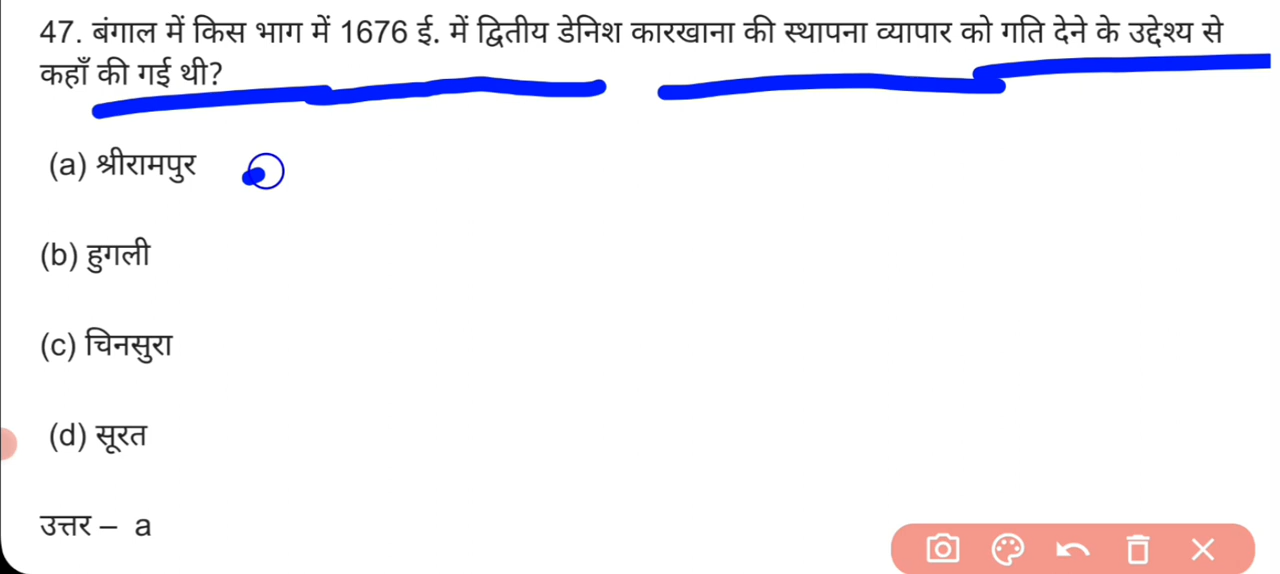 47. बंगाल में किस भाग में 1676 ई. में द्वितीय डेनिश कारखाना की स्थापना व्यापार को गति देने के उद्देश्य से
कहाँ की गई थी?
(a) श्रीरामपुर
(b) हुगली
(c) चिनसुरा
(d) सूरत
उत्तर – a